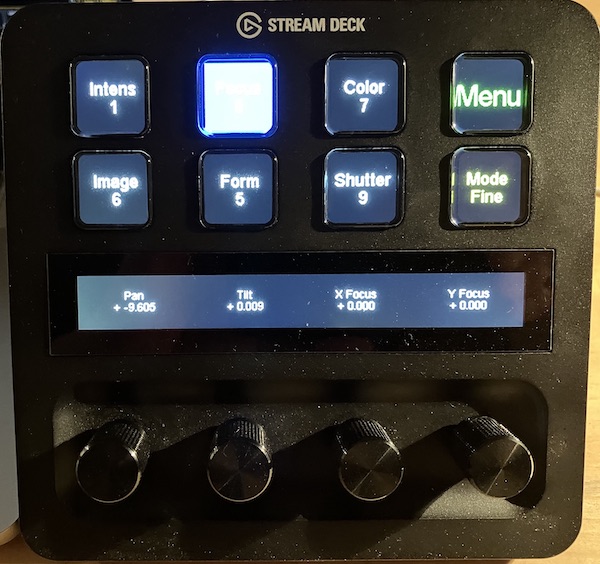 STREAM DECK
Intens
1
Color
7
Menu
Image
6
Form
5
Shutter
9
Mode
Fine
Pan
+ -9.605
Tilt
+ 0.009
X Focus
+ 0.000
Y Focus
+ 0.000